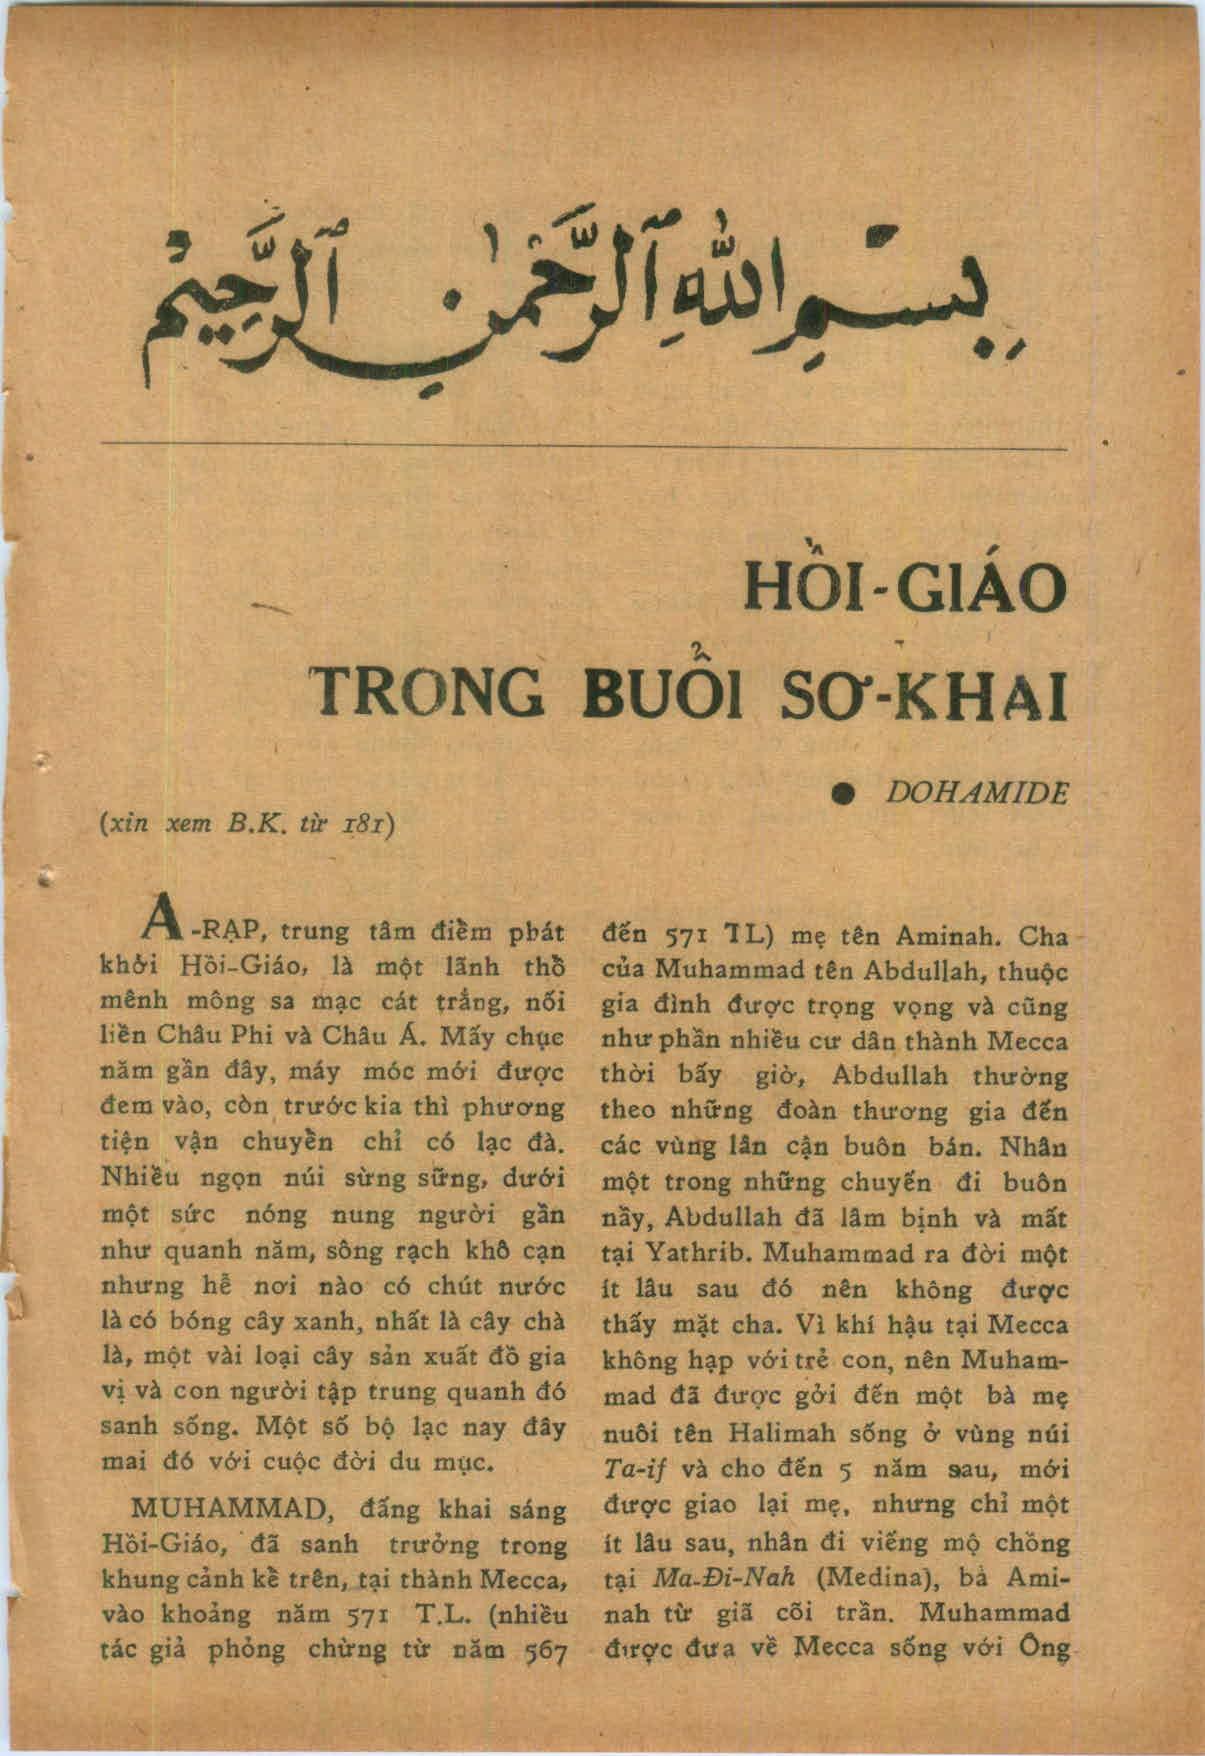 بِسْمِ ٱللَّهِ ٱلرَّحْمَٰنِ ٱلرَّحِيمْ
HỒI-GIÁO
TRONG BUỔI SƠ-KHAI
● DOHAMIDE
(xin xem B.K. từ 181)
A-RẠP, trung tâm điểm phát
khởi Hồi-Giáo, là một lãnh thổ
mênh mông sa mạc cát trắng, nối
liền Châu Phi và Châu Á. Mấy chục
năm gần đây, máy móc mới được
đem vào, còn trước kia thì phương
tiện vận chuyển chỉ có lạc đà.
Nhiều ngọn núi sừng sững, dưới
một sức nóng nung người gần
như quanh năm, sông rạch khô cạn
nhưng hễ nơi nào có chút nước
là có bóng cây xanh, nhất là cây chà
là, một vài loại cây sản xuất đồ gia
vị và con người tập trung quanh đó
sanh sống. Một số bộ lạc nay đây
mai đó với cuộc đời du mục.
MUHAMMAD, đấng khai sáng
Hồi-Giáo, đã sanh trưởng trong
khung cảnh kể trên, tại thành Mecca,
vào khoảng năm 571 T.L. (nhiều
tác giả phỏng chừng từ năm 567
đến 571 TL) mẹ tên Aminah. Cha
của Muhammad tên Abdullah, thuộc
gia đình được trọng vọng và cũng
như phần nhiều cư dân thành Mecca
thời bấy giờ, Abdullah thường
theo những đoàn thương gia đến
các vùng lân cận buôn bán. Nhân
một trong những chuyến đi buôn
nầy, Abdullah đã lâm bịnh và mất
tại Yathrib. Muhammad ra đời một
ít lâu sau đó nên không được
thấy mặt cha. Vì khí hậu tại Mecca
không hạp với trẻ con, nên Muham-
mad đã được gởi đến một bà mẹ
nuôi tên Halimah sống ở vùng núi
Ta-if và cho đến 5 năm sau, mới
được giao lại mẹ, nhưng chỉ một
ít lâu sau, nhân đi viếng mộ chồng
tại Ma-Đi-Nah (Medina), bà Ami-
nah từ giã cõi trần. Muhammad
được đưa về Mecca sống với Ông